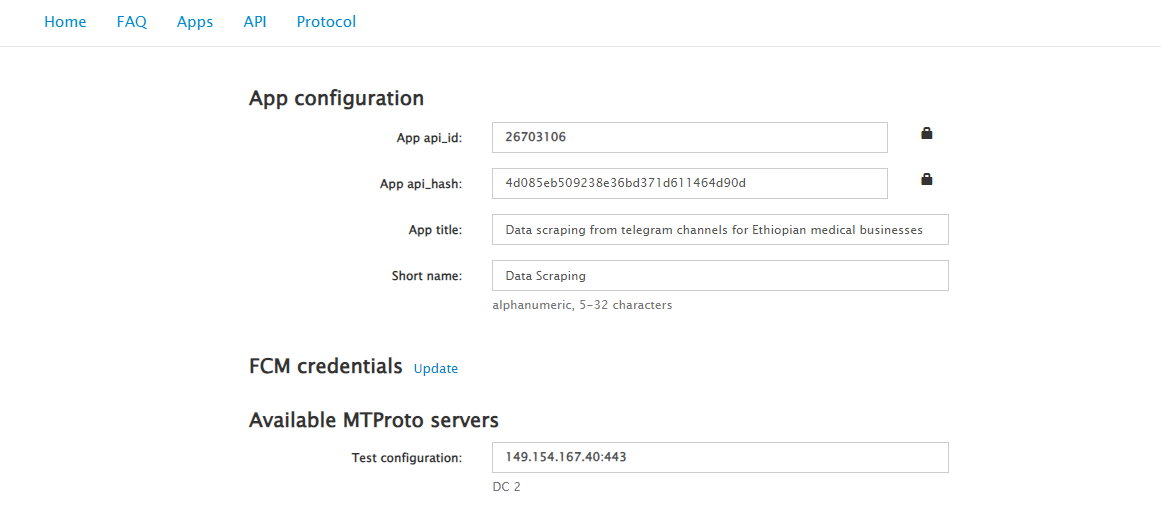 Home FAQ Apps API Protocol
App configuration
App api_id: 26703106
App api_hash: 4d085eb509238e36bd371d611464d90d
App title: Data scraping from telegram channels for Ethiopian medical businesses
Short name: Data Scraping
alphanumeric, 5-32 characters
FCM credentials Update
Available MTProto servers
Test configuration: 149.154.167.40:443
DC 2